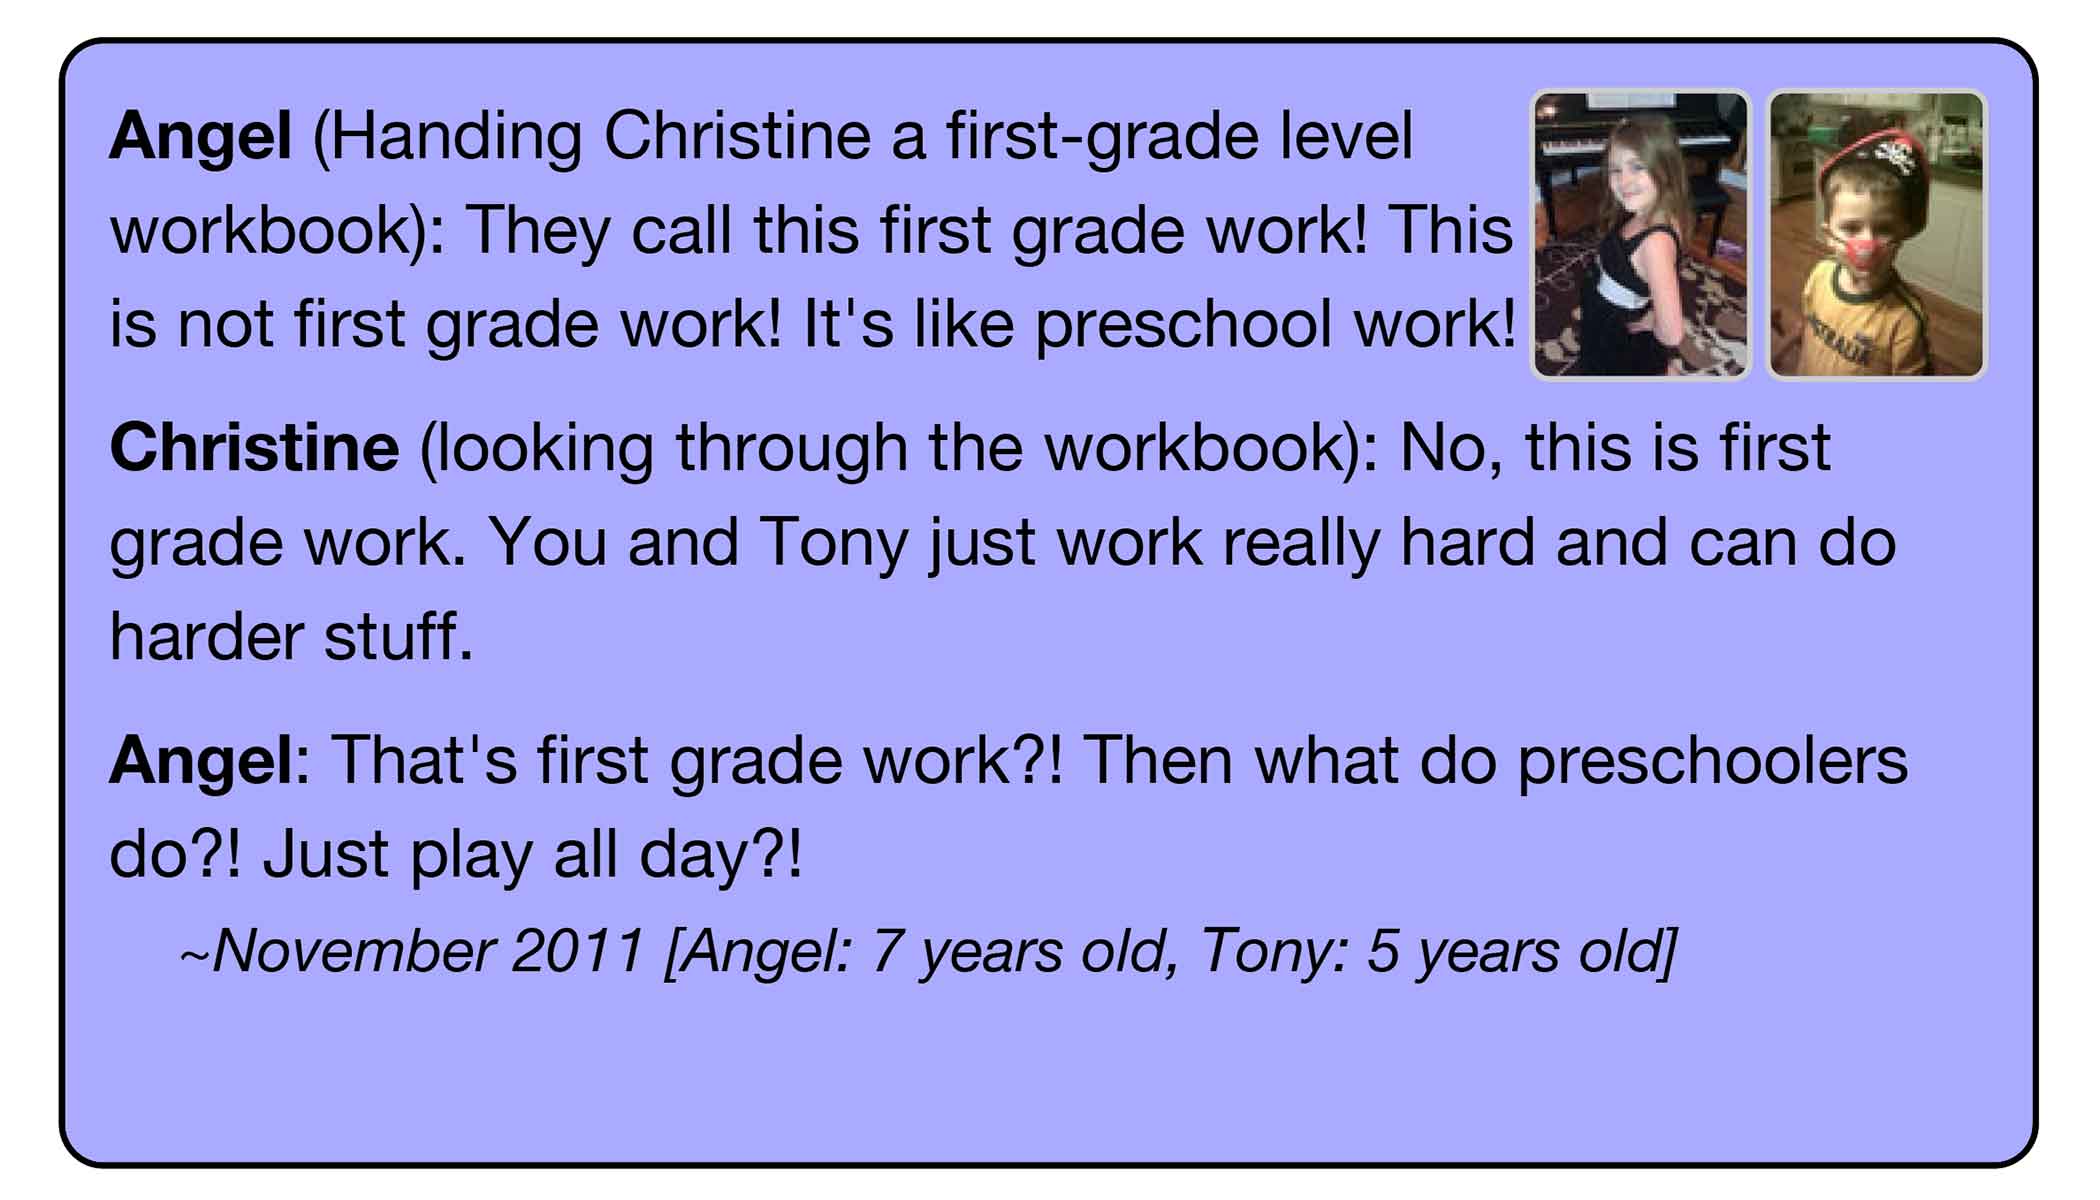 Angel (Handing Christine a first-grade level
workbook): They call this first grade work! This
is not first grade work! It's like preschool work!
Christine (looking through the workbook): No, this is first
grade work. You and Tony just work really hard and can do
harder stuff.
Angel: That's first grade work?! Then what do preschoolers
do?! Just play all day?!
~November 2011 [Angel: 7 years old, Tony: 5 years old]